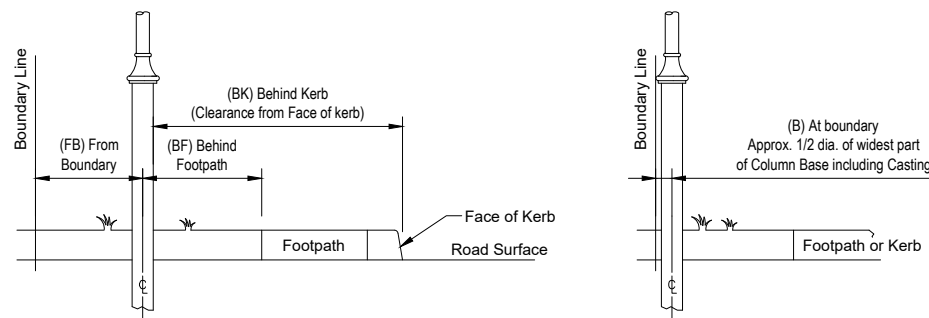 Boundary Line
(BK) Behind Kerb
(Clearance from Face of kerb)
(FB) From
Boundary
(BF) Behind
Footpath
Face of Kerb
Footpath
Road Surface
℄
Boundary Line
(B) At boundary
Approx. 1/2 dia. of widest part
of Column Base including Casting
Footpath or Kerb
℄